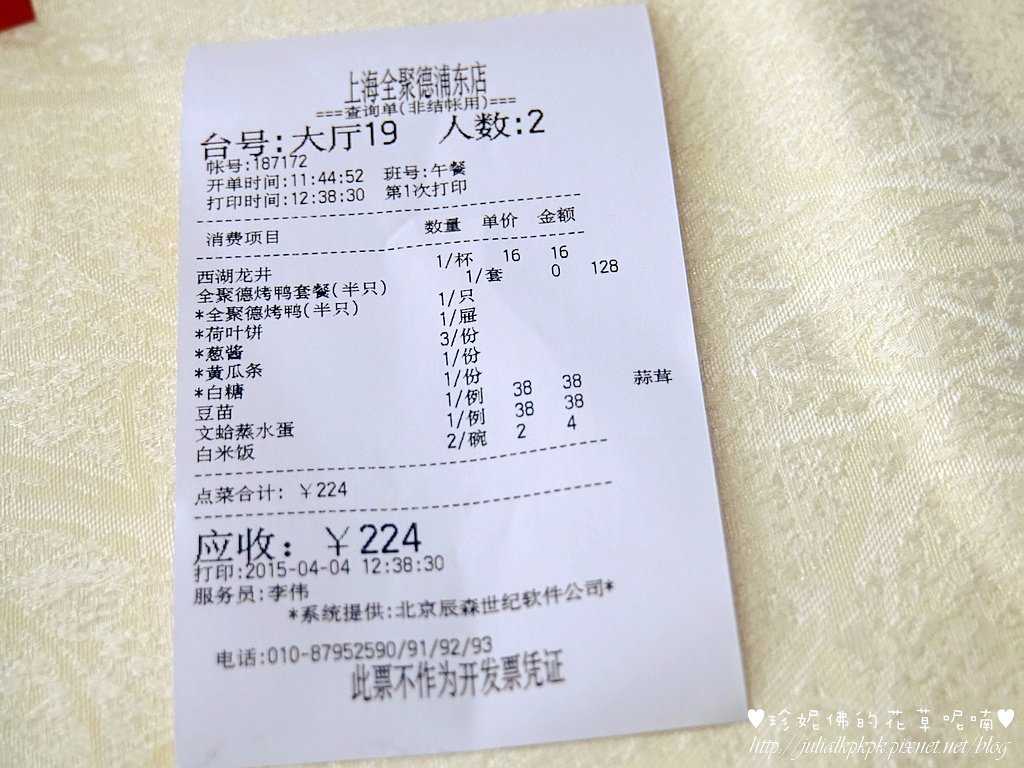 上海全聚德浦东店
===查询单(非结帐用)===
台号:大厅19 人数:2
帐号:187172
开单时间:11:44:52 班号:午餐
打印时间:12:38:30 第1次打印
消费项目 数量 单价 金额
西湖龙井 1/杯 16 16
全聚德烤鸭套餐(半只) 1/套 0 128
*全聚德烤鸭(半只) 1/只
*荷叶饼 1/屉
*葱酱 3/份
*黄瓜条 1/份
*白糖 1/份
豆苗 1/例 38 38 蒜茸
文蛤蒸水蛋 1/例 38 38
白米饭 2/碗 2 4
点菜合计: ¥224
应收: ¥224
打印:2015-04-04 12:38:30
服务员:李伟
*系统提供:北京辰森世纪软件公司*
电话:010-87952590/91/92/93
此票不作为开发票凭证
♥珍妮佛的花草呢喃♥
http://julialkpkpk.pixnet.net/blog